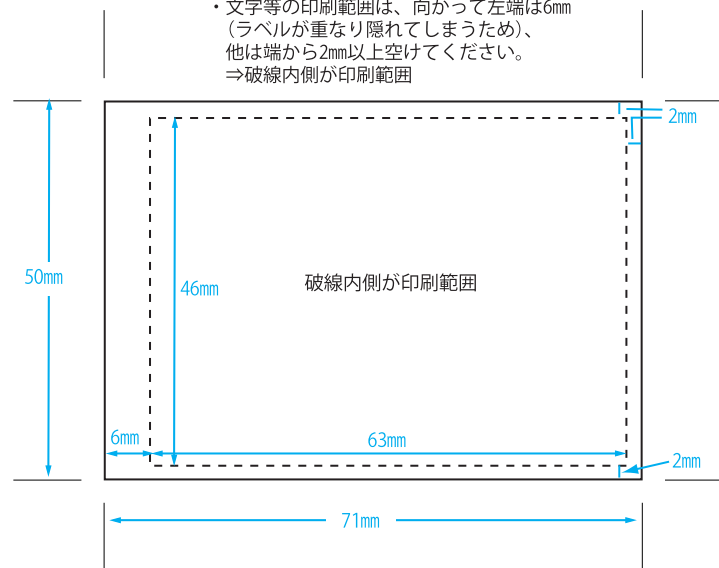 ・文字等の印刷範囲は、向かって左端は6mm
（ラベルが重なり隠れてしまうため）、
他は端から2mm以上空けてください。
⇒破線内側が印刷範囲
2mm
50mm
46mm
破線内側が印刷範囲
6mm
63mm
2mm
71mm